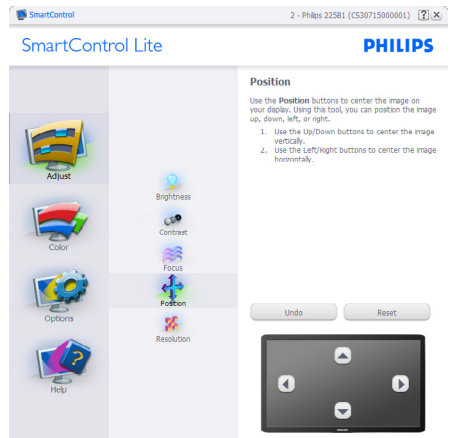 SmartControl
2 - Philips 225B1 (CS30715000001)
? X
SmartControl Lite
PHILIPS
Adjust
Color
Options
Help
Brightness
Contrast
Focus
Position
Resolution
Position
Use the Position buttons to center the image on
your display. Using this tool, you can position the image
up, down, left, or right.
1. Use the Up/Down buttons to center the image
vertically.
2. Use the Left/Right buttons to center the image
horizontally.
Undo
Reset